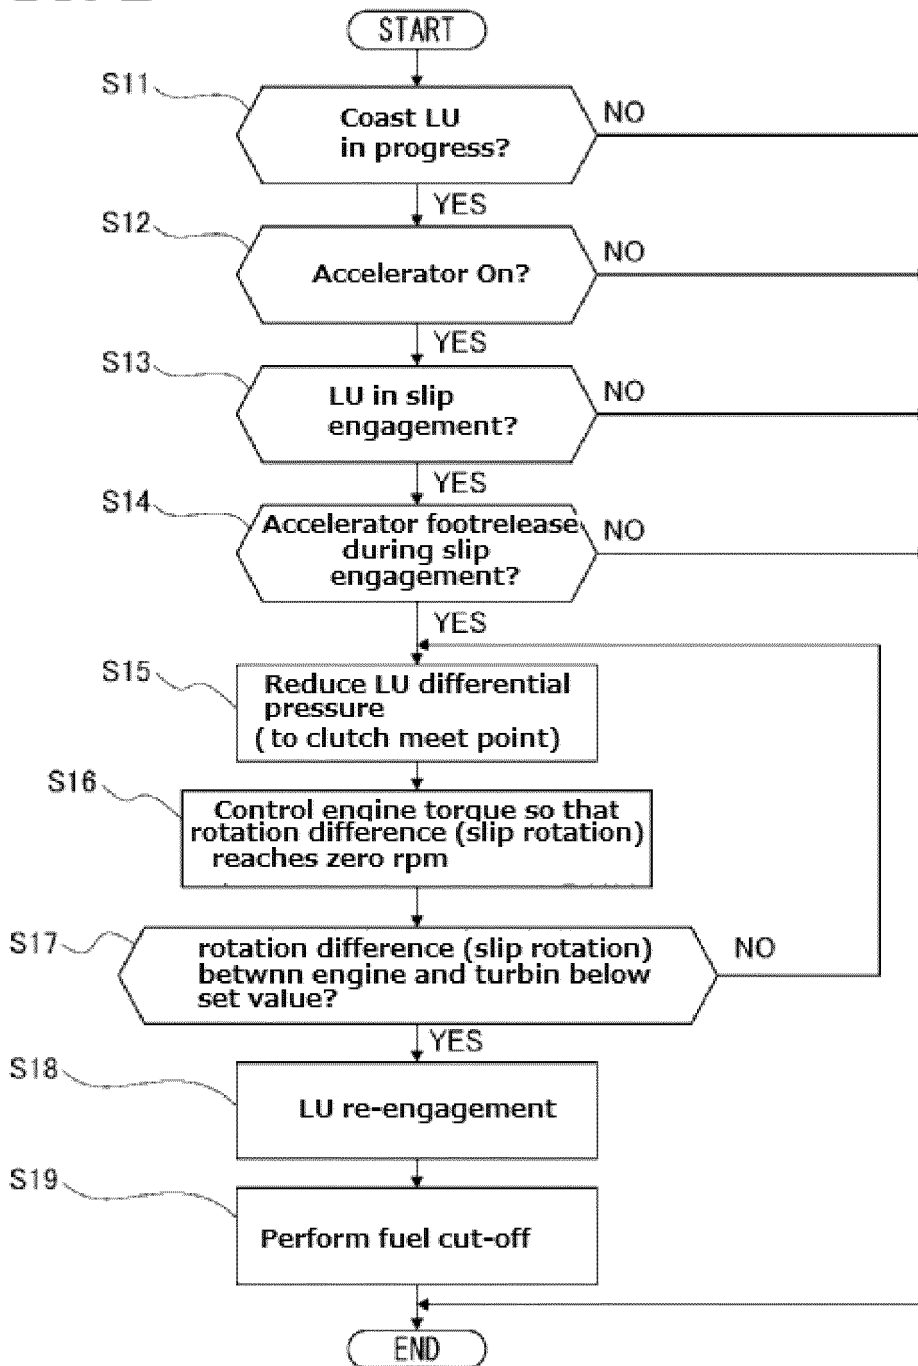 START
S11
Coast LU
in progress?
NO
YES
S12
Accelerator On?
NO
YES
S13
LU in slip
engagement?
NO
YES
S14
Accelerator footrelease
during slip
engagement?
NO
YES
S15
Reduce LU differential
pressure
(to clutch meet point)
S16
Control engine torque so that
rotation difference (slip rotation)
reaches zero rpm
S17
rotation difference (slip rotation)
betwnn engine and turbin below
set value?
NO
YES
S18
LU re-engagement
S19
Perform fuel cut-off
END